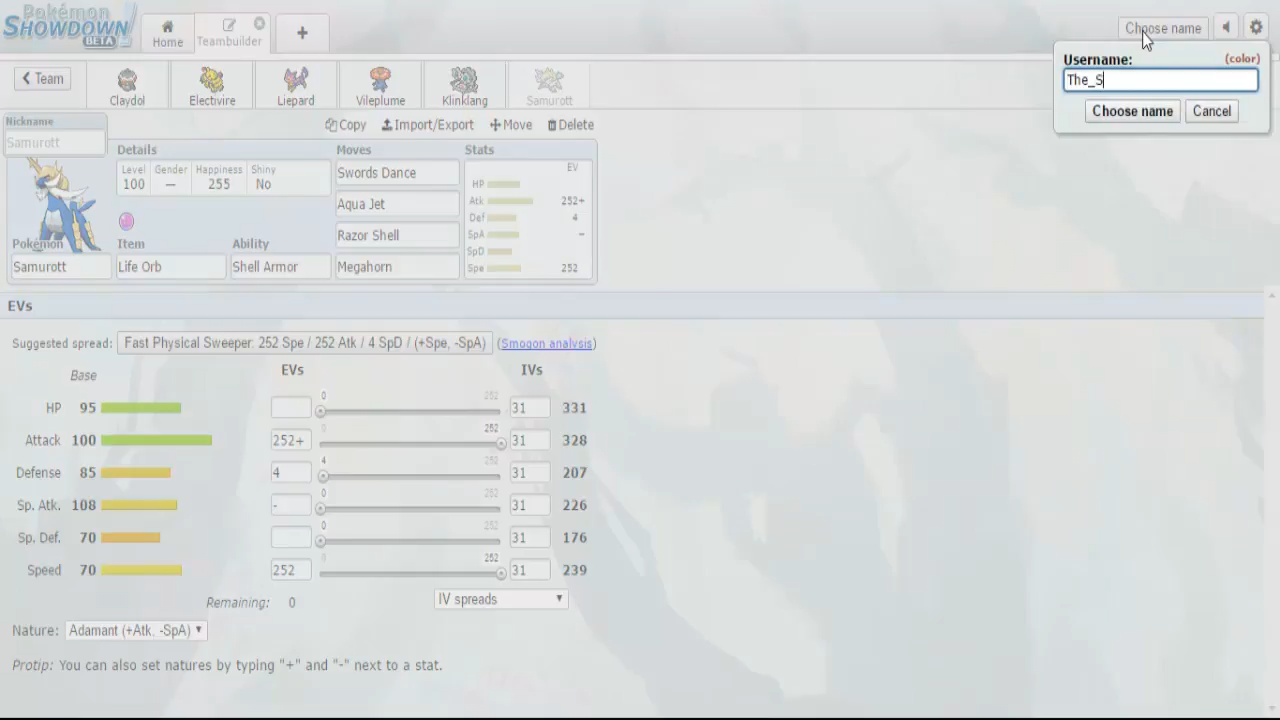 Pokémon
SHOWDOWN!
BETA
Home
Teambuilder
+
Choose name
Username:
(color)
The_S
Choose name
Cancel
Team
Claydol
Electivire
Liepard
Vileplume
Klinklang
Samurott
Copy
Import/Export
Move
Delete
Nickname
Samurott
Details
Level
100
Gender
—
Happiness
255
Shiny
No
Pokémon
Samurott
Item
Life Orb
Ability
Shell Armor
Moves
Swords Dance
Aqua Jet
Razor Shell
Megahorn
Stats
EV
HP
Atk 252+
Def 4
SpA -
SpD
Spe 252
EVs
Suggested spread: Fast Physical Sweeper: 252 Spe / 252 Atk / 4 SpD / (+Spe, -SpA) (Smogon analysis)
Base EVs IVs
HP 95 0 252 31 331
Attack 100 252+ 0 252 31 328
Defense 85 4 4 252 31 207
Sp. Atk. 108 - 0 252 31 226
Sp. Def. 70 0 252 31 176
Speed 70 252 0 252 31 239
Remaining: 0
IV spreads
Nature: Adamant (+Atk, -SpA)
Protip: You can also set natures by typing "+" and "-" next to a stat.